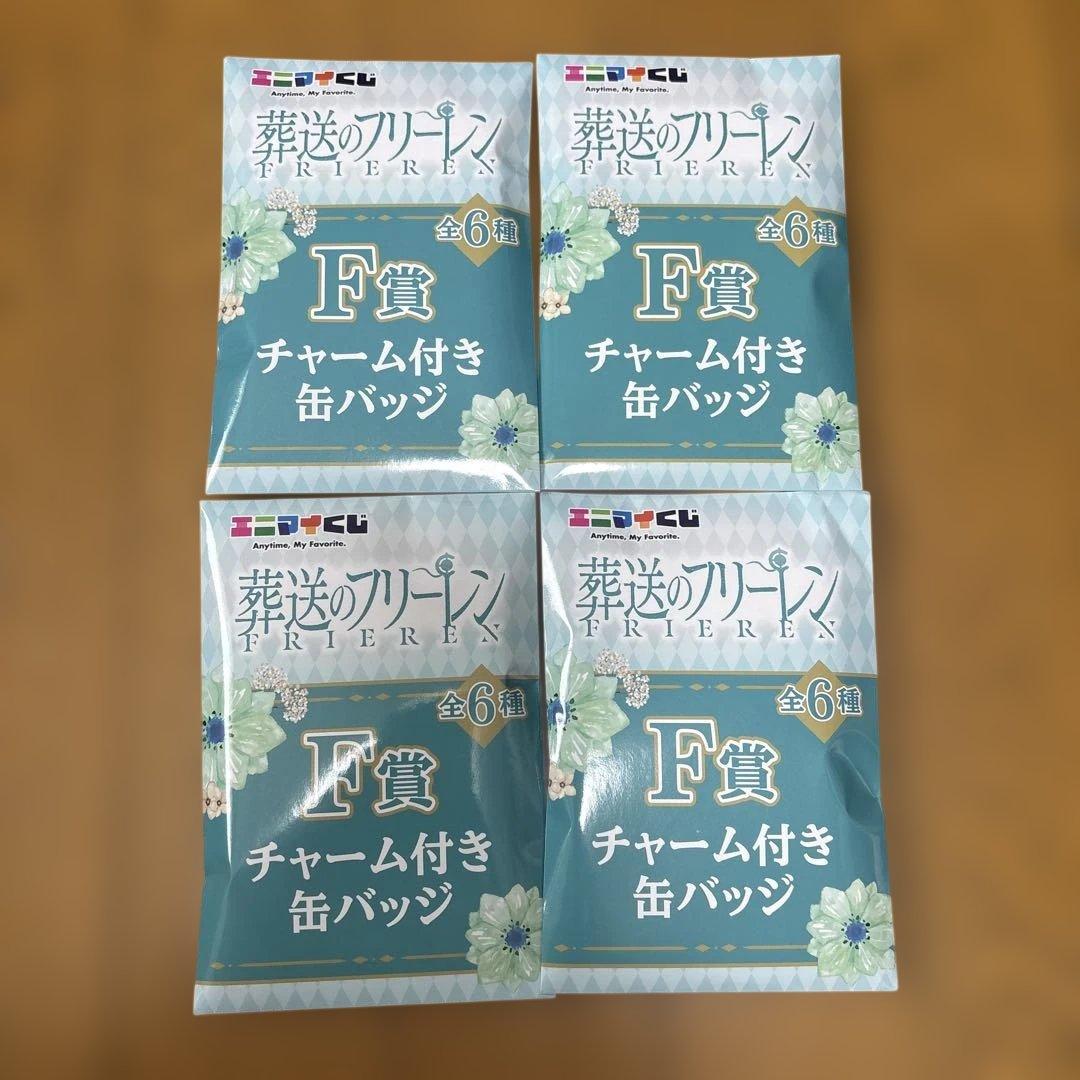 エニマイくじ
Anytime, My Favorite.
葬送のフリーレン
FRIEREN
全6種
F賞
チャーム付き
缶バッジ
エニマイくじ
Anytime, My Favorite.
葬送のフリーレン
FRIEREN
全6種
F賞
チャーム付き
缶バッジ
エニマイくじ
Anytime, My Favorite.
葬送のフリーレン
FRIEREN
全6種
F賞
チャーム付き
缶バッジ
エニマイくじ
Anytime, My Favorite.
葬送のフリーレン
FRIEREN
全6種
F賞
チャーム付き
缶バッジ